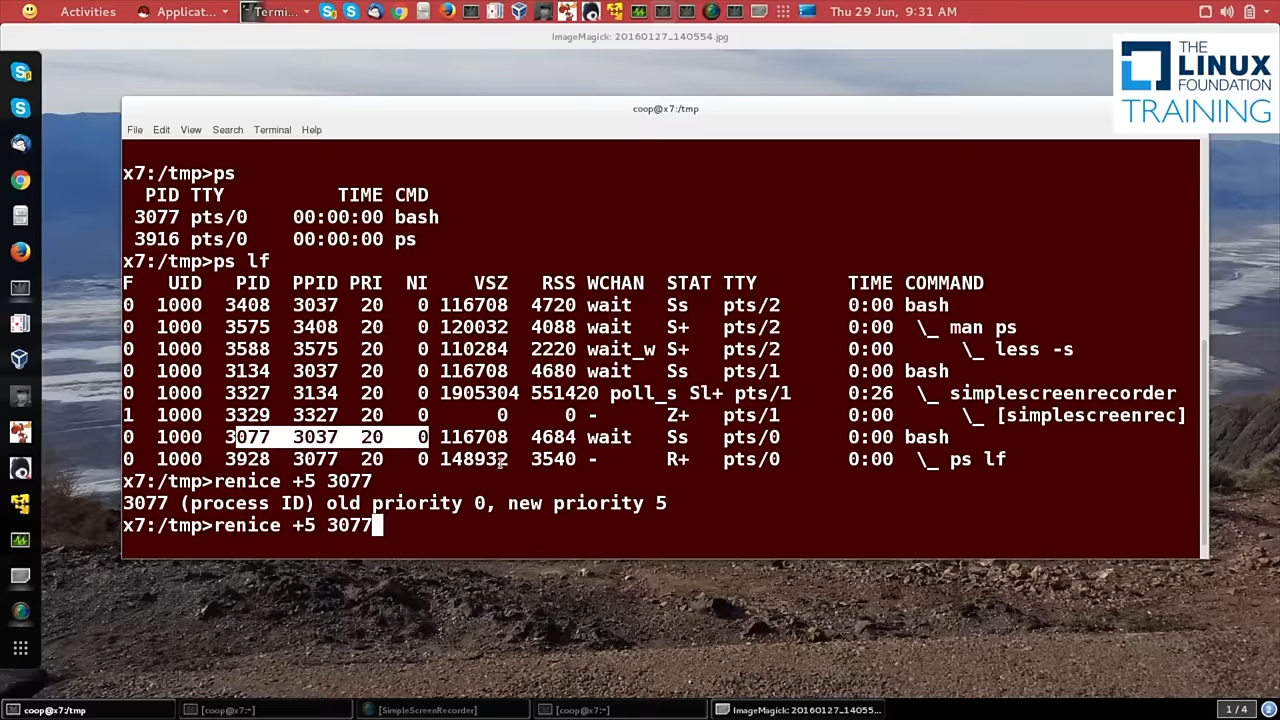 Activities Applicat... Termi... Thu 29 Jun, 9:31 AM
ImageMagick: 20160127_140554.jpg
THE
LINUX
FOUNDATION
TRAINING
coop@x7:/tmp
File Edit View Search Terminal Help
x7:/tmp>ps
PID TTY TIME CMD
3077 pts/0 00:00:00 bash
3916 pts/0 00:00:00 ps
x7:/tmp>ps lf
F UID PID PPID PRI NI VSZ RSS WCHAN STAT TTY TIME COMMAND
0 1000 3408 3037 20 0 116708 4720 wait Ss pts/2 0:00 bash
0 1000 3575 3408 20 0 120032 4088 wait S+ pts/2 0:00 \_ man ps
0 1000 3588 3575 20 0 110284 2220 wait_w S+ pts/2 0:00 \_ less -s
0 1000 3134 3037 20 0 116708 4680 wait Ss pts/1 0:00 bash
0 1000 3327 3134 20 0 1905304 551420 poll_s Sl+ pts/1 0:26 \_ simplescreenrecorder
1 1000 3329 3327 20 0 0 0 - Z+ pts/1 0:00 \_ [simplescreenrec]
0 1000 3077 3037 20 0 116708 4684 wait Ss pts/0 0:00 bash
0 1000 3928 3077 20 0 148932 3540 - R+ pts/0 0:00 \_ ps lf
x7:/tmp>renice +5 3077
3077 (process ID) old priority 0, new priority 5
x7:/tmp>renice +5 3077
coop@x7:/tmp [coop@x7:~] [SimpleScreenRecorder] [coop@x7:~] ImageMagick: 20160127_14055... 1 / 4 2